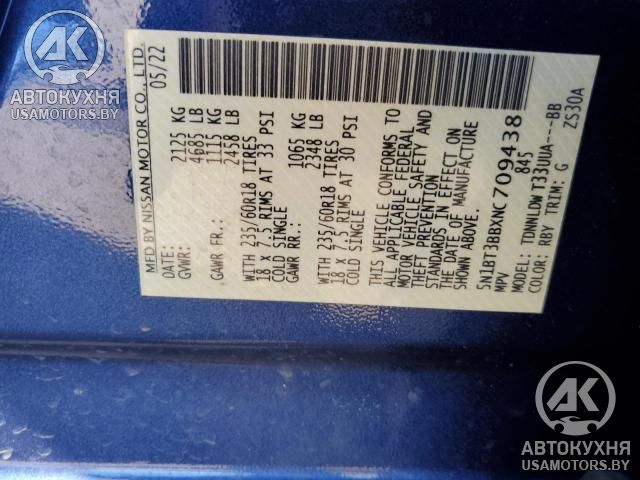 AK
АВТОКУХНЯ
USAMOTORS.BY
MFD BY NISSAN MOTOR CO., LTD.
DATE: 05/22
GVWR: 2125 KG
4685 LB
GAWR FR.: 1115 KG
2458 LB
WITH 235/60R18 TIRES
18 X 7.5 RIMS AT 33 PSI
COLD SINGLE
GAWR RR.: 1065 KG
2348 LB
WITH 235/60R18 TIRES
18 X 7.5 RIMS AT 30 PSI
COLD SINGLE
THIS VEHICLE CONFORMS TO
ALL APPLICABLE FEDERAL
MOTOR VEHICLE SAFETY AND
THEFT PREVENTION
STANDARDS IN EFFECT ON
THE DATE OF MANUFACTURE
SHOWN ABOVE.
5N1BT3BBXNC709438
MPV 845
MODEL: TDNNLDWT33UUA---BB
COLOR: RBY TRIM: G ZS30A
AK
АВТОКУХНЯ
USAMOTORS.BY